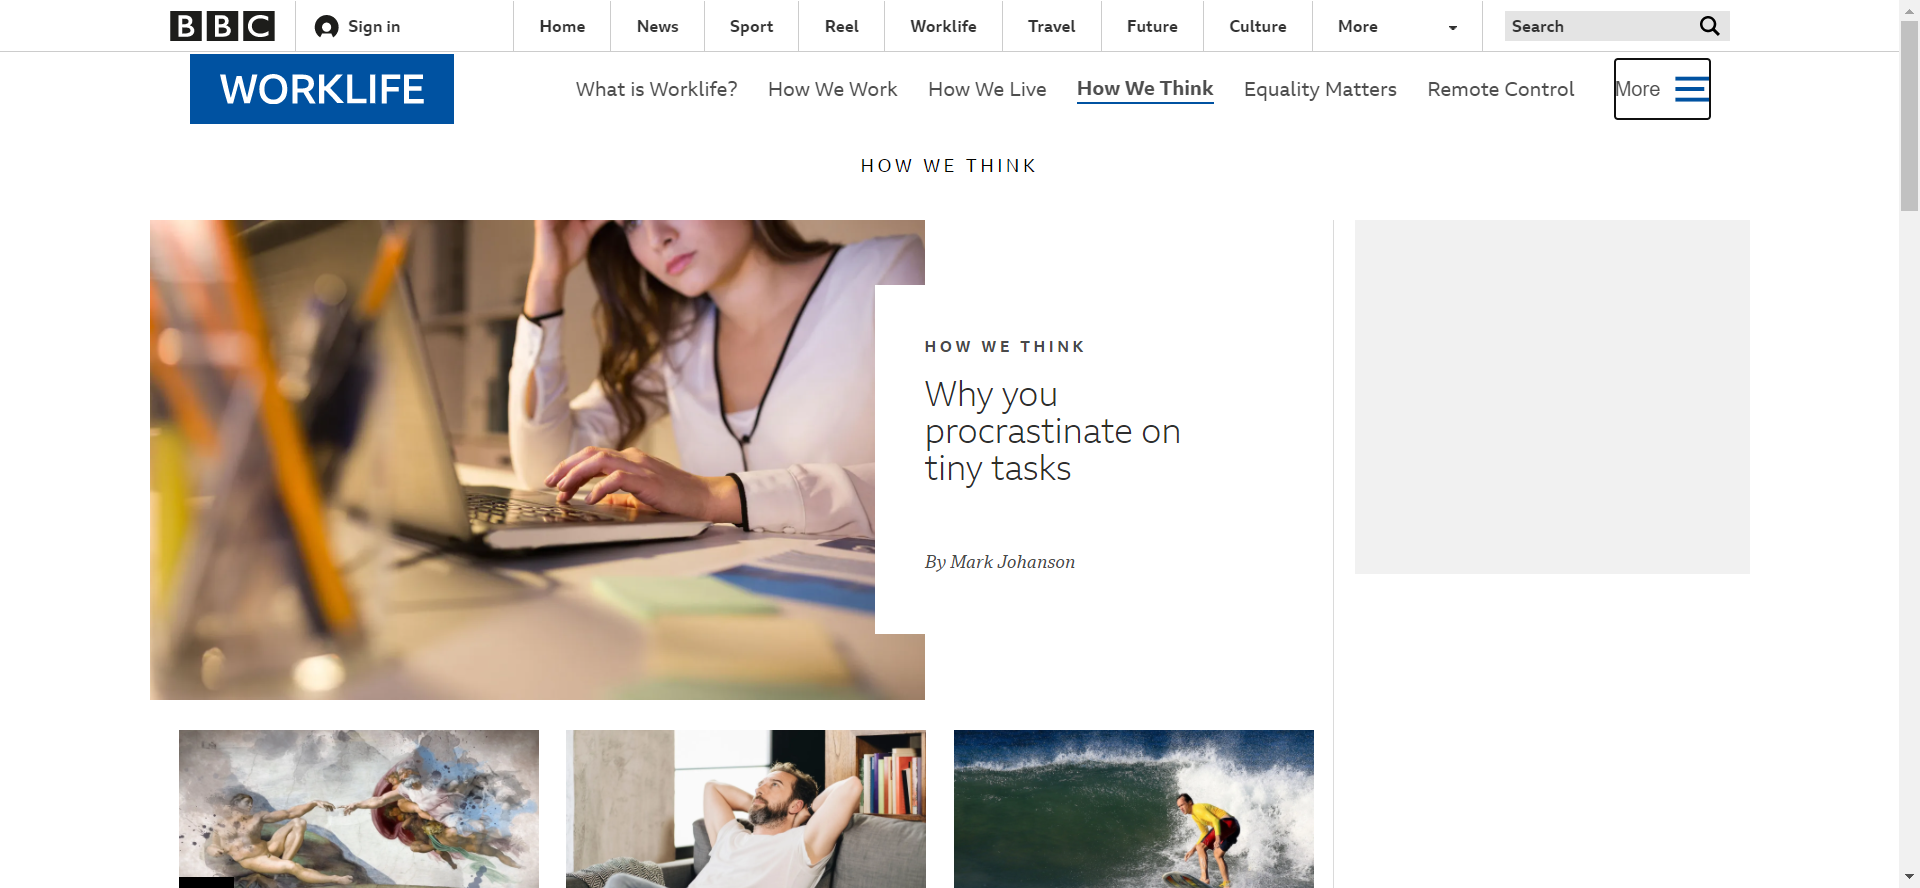 BBC
Sign in
Home
News
Sport
Reel
Worklife
Travel
Future
Culture
More
Search
WORKLIFE
What is Worklife?
How We Work
How We Live
How We Think
Equality Matters
Remote Control
More
HOW WE THINK
HOW WE THINK
Why you
procrastinate on
tiny tasks
By Mark Johanson